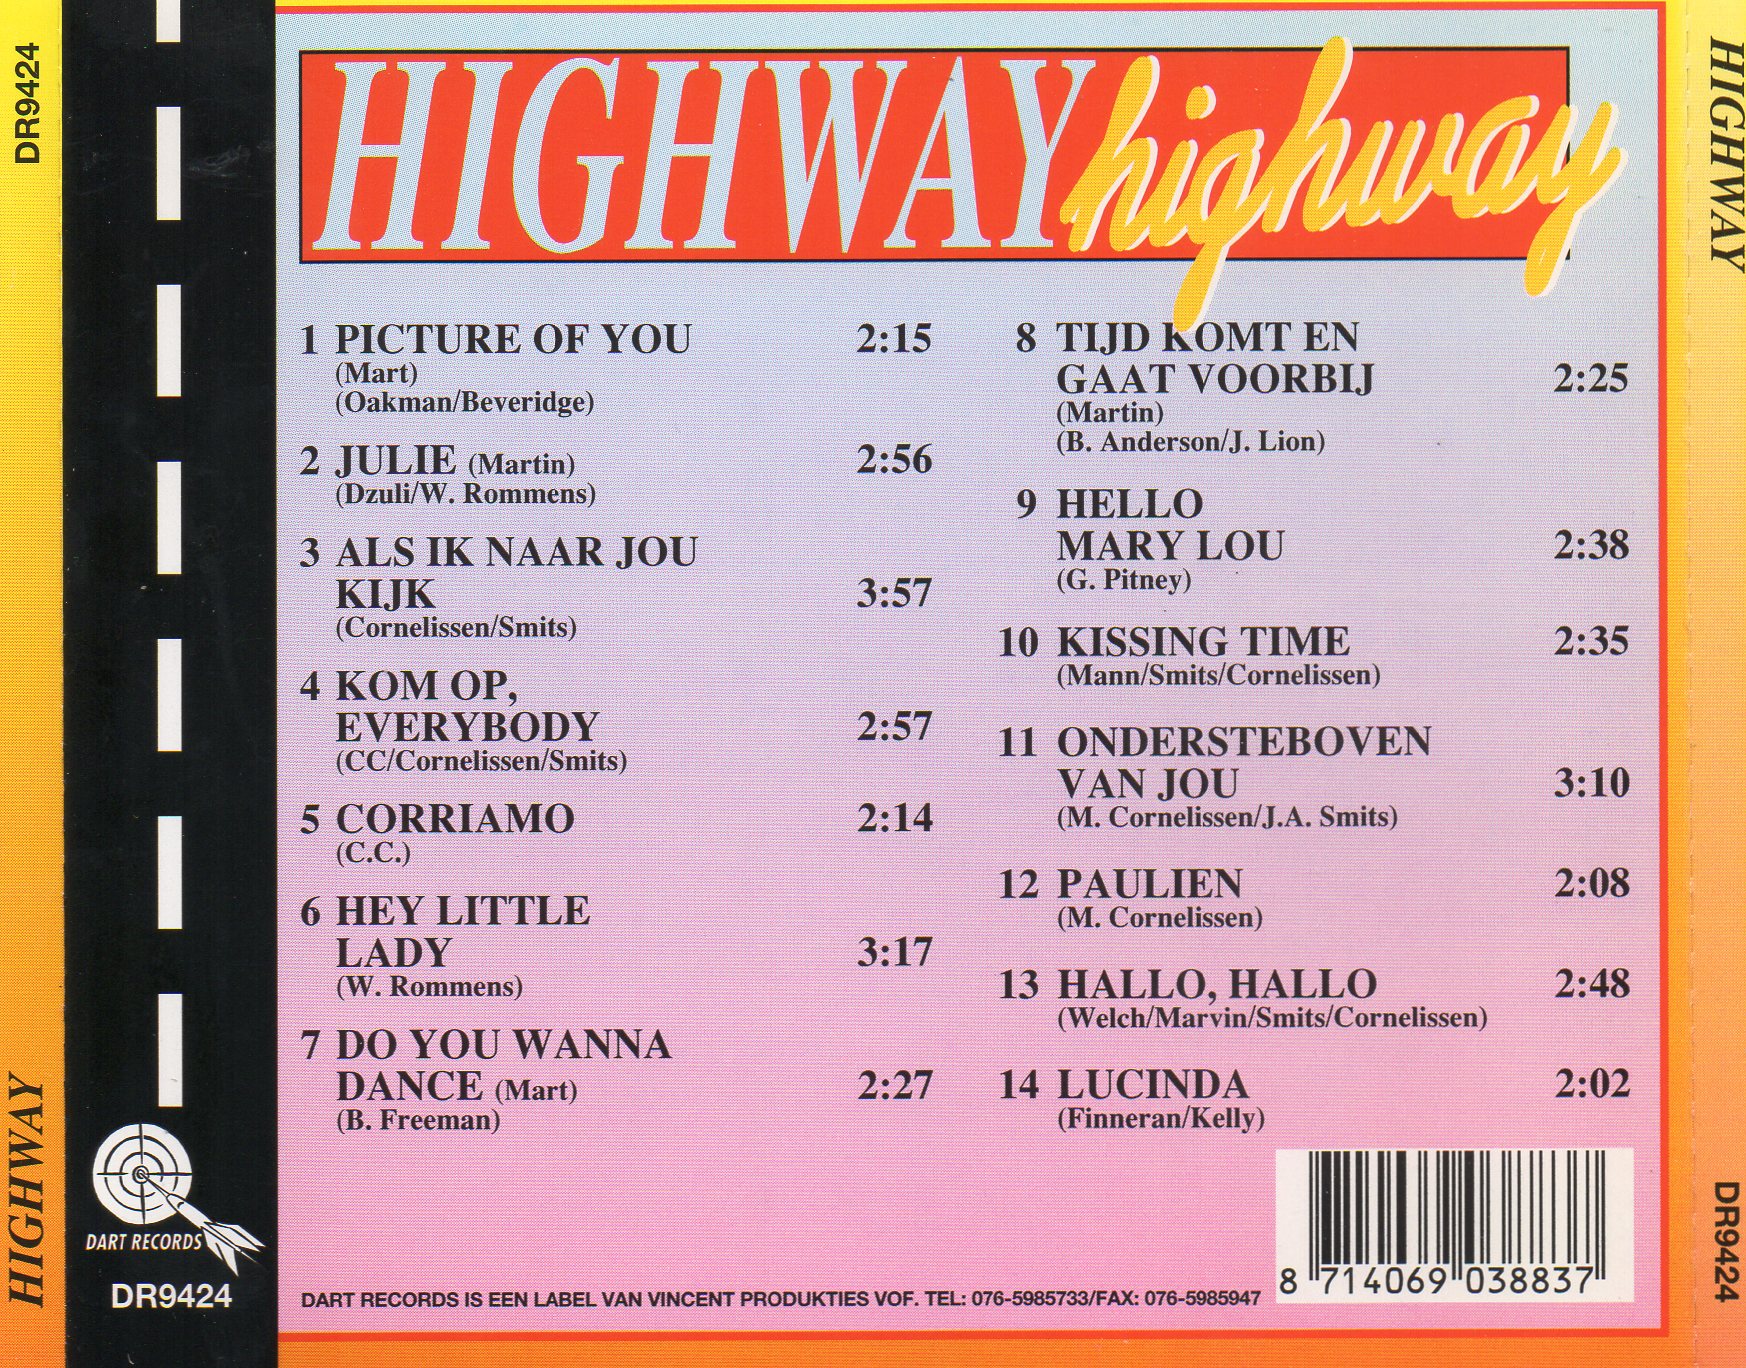 DR9424
HIGHWAY
HIGHWAY highway
1 PICTURE OF YOU 2:15
(Mart)
(Oakman/Beveridge)
2 JULIE (Martin) 2:56
(Dzuli/W. Rommens)
3 ALS IK NAAR JOU
KIJK 3:57
(Cornelissen/Smits)
4 KOM OP,
EVERYBODY 2:57
(CC/Cornelissen/Smits)
5 CORRIAMO 2:14
(C.C.)
6 HEY LITTLE
LADY 3:17
(W. Rommens)
7 DO YOU WANNA
DANCE (Mart) 2:27
(B. Freeman)
8 TIJD KOMT EN
GAAT VOORBIJ 2:25
(Martin)
(B. Anderson/J. Lion)
9 HELLO
MARY LOU 2:38
(G. Pitney)
10 KISSING TIME 2:35
(Mann/Smits/Cornelissen)
11 ONDERSTEBOVEN
VAN JOU 3:10
(M. Cornelissen/J.A. Smits)
12 PAULIEN 2:08
(M. Cornelissen)
13 HALLO, HALLO 2:48
(Welch/Marvin/Smits/Cornelissen)
14 LUCINDA 2:02
(Finneran/Kelly)
DART RECORDS
DR9424
DART RECORDS IS EEN LABEL VAN VINCENT PRODUKTIES VOF. TEL: 076-5985733/FAX: 076-5985947
8 714069 038837
HIGHWAY
DR9424